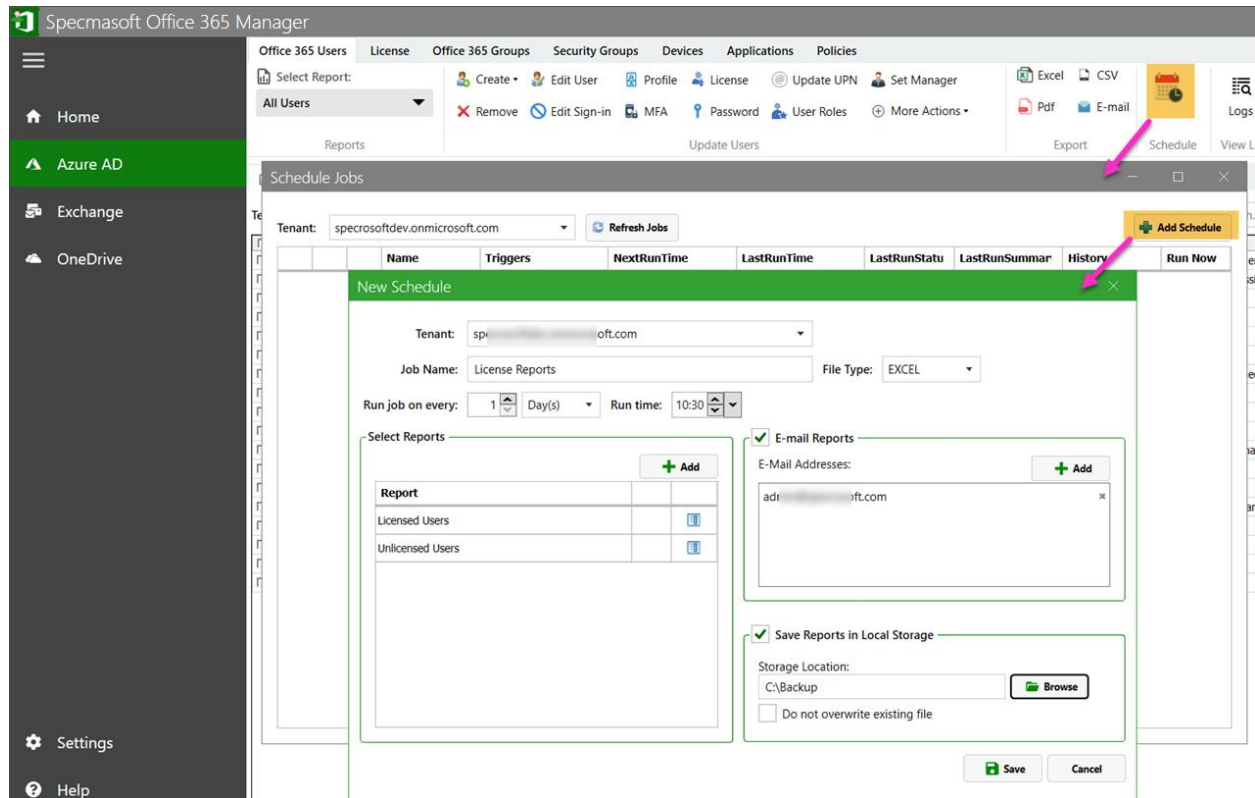 Specmasoft Office 365 Manager
Home
Azure AD
Exchange
OneDrive
Settings
Help
Office 365 Users License Office 365 Groups Security Groups Devices Applications Policies
Select Report:
All Users
Reports
Create Edit User Profile License @ Update UPN Set Manager
Remove Edit Sign-in MFA Password User Roles More Actions
Update Users
Excel CSV
Pdf E-mail
Export
Schedule
Logs
View L
Schedule Jobs
Tenant: specrosoftdev.onmicrosoft.com Refresh Jobs Add Schedule
Name Triggers NextRunTime LastRunTime LastRunStatu LastRunSummar History Run Now
New Schedule
Tenant: oft.com
Job Name: License Reports File Type: EXCEL
Run job on every: 1 Day(s) Run time: 10:30
Select Reports
Add
Report
Licensed Users
Unlicensed Users
E-mail Reports
E-Mail Addresses: Add
ft.com
Save Reports in Local Storage
Storage Location:
C:\Backup Browse
Do not overwrite existing file
Save Cancel